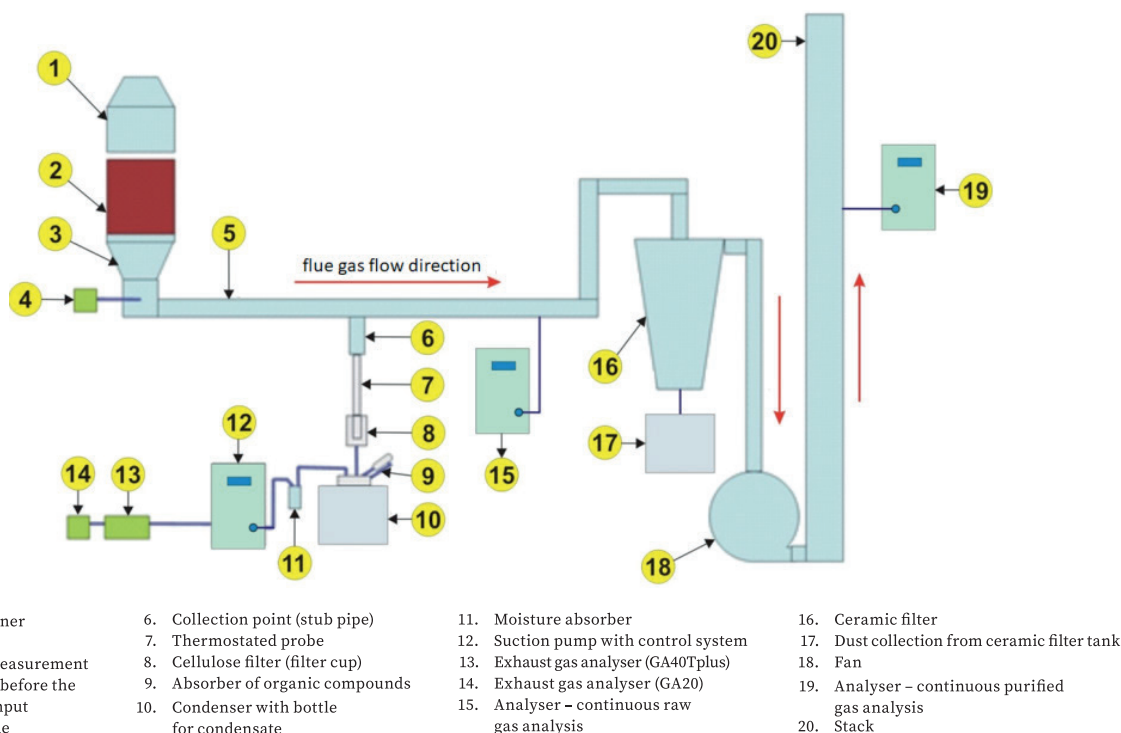 20
1
2
19
3
5
flue gas flow direction
4
6
16
7
12
8
17
14
13
9
15
10
11
18
easurement
before the
6. Collection point (stub pipe)
7. Thermostated probe
8. Cellulose filter (filter cup)
9. Absorber of organic compounds
10. Condenser with bottle
for condensate
11. Moisture absorber
12. Suction pump with control system
13. Exhaust gas analyser (GA40Tplus)
14. Exhaust gas analyser (GA20)
15. Analyser – continuous raw
gas analysis
16. Ceramic filter
17. Dust collection from ceramic filter tank
18. Fan
19. Analyser – continuous purified
gas analysis
20. Stack